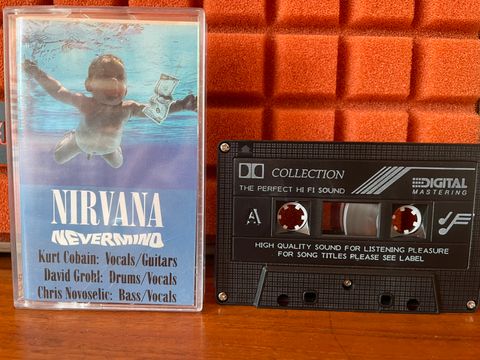 NIRVANA
NEVERMIND
Kurt Cobain: Vocals/Guitars
David Grohl: Drums/Vocals
Chris Novoselic: Bass/Vocals
COLLECTION
THE PERFECT HI FI SOUND
DIGITAL
MASTERING
A
HIGH QUALITY SOUND FOR LISTENING PLEASURE
FOR SONG TITLES PLEASE SEE LABEL